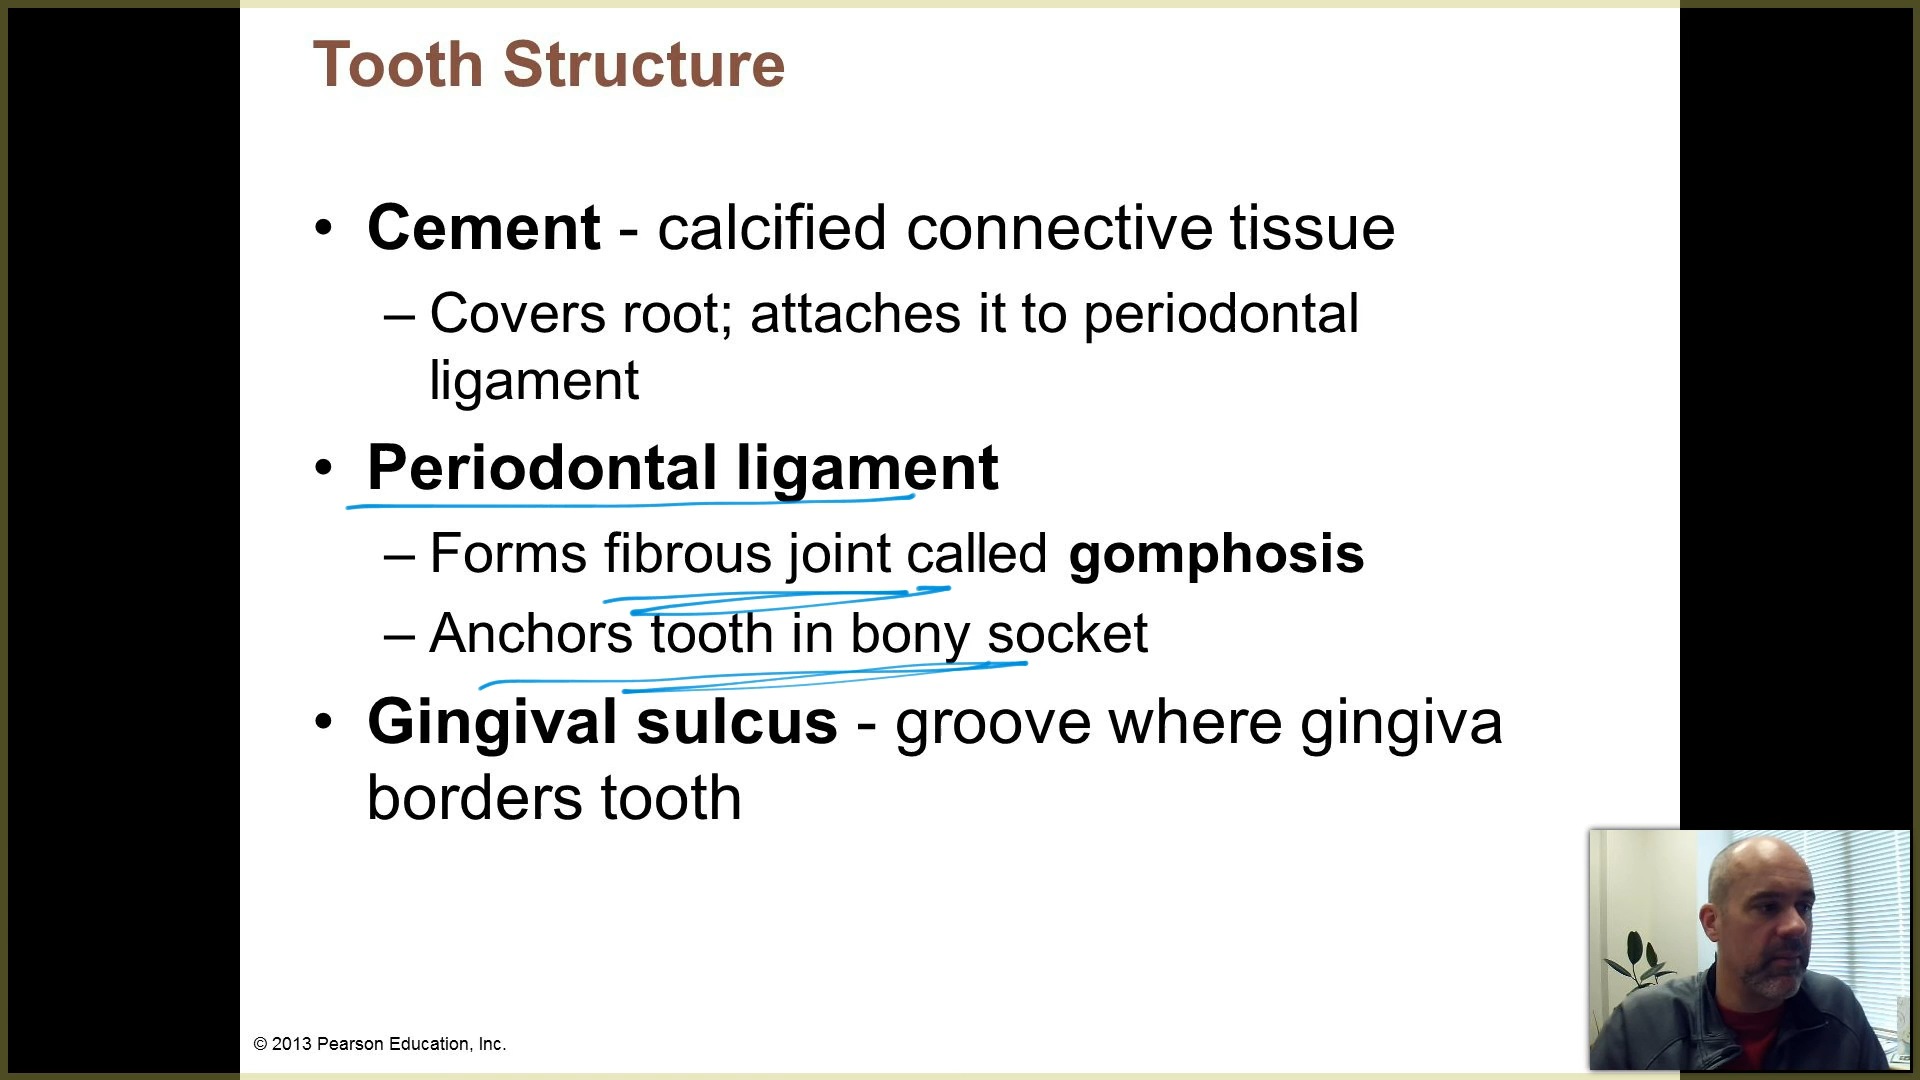 Tooth Structure
• Cement - calcified connective tissue
– Covers root; attaches it to periodontal
ligament
• Periodontal ligament
– Forms fibrous joint called gomphosis
– Anchors tooth in bony socket
• Gingival sulcus - groove where gingiva
borders tooth
© 2013 Pearson Education, Inc.